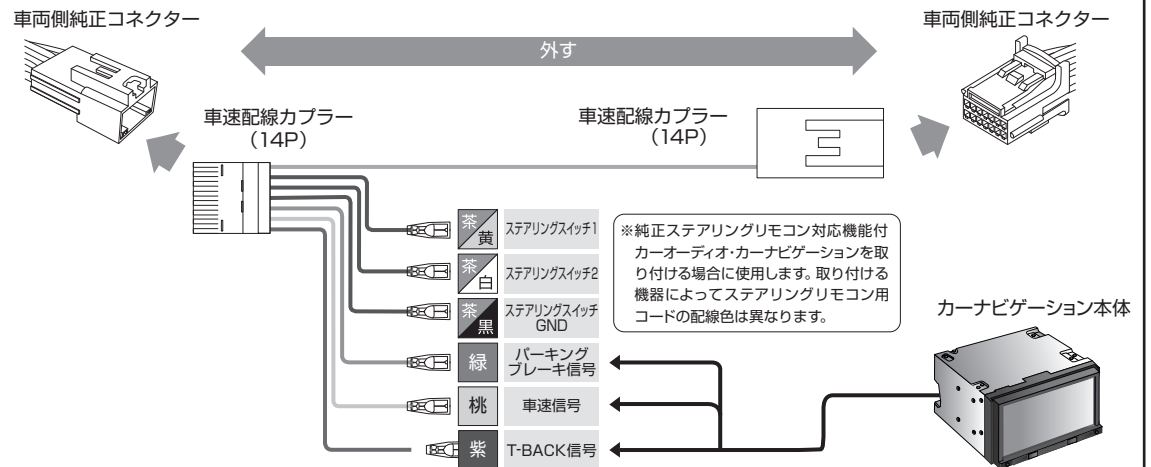 車両側純正コネクター
車両側純正コネクター
外す
車速配線カプラー
(14P)
車速配線カプラー
(14P)
茶
黄
ステアリングスイッチ1
茶
白
ステアリングスイッチ2
茶
黒
ステアリングスイッチ
GND
緑
パーキング
ブレーキ信号
桃
車速信号
紫
T-BACK信号
※純正ステアリングリモコン対応機能付
カーオーディオ・カーナビゲーションを取
り付ける場合に使用します。取り付ける
機器によってステアリングリモコン用
コードの配線色は異なります。
カーナビゲーション本体